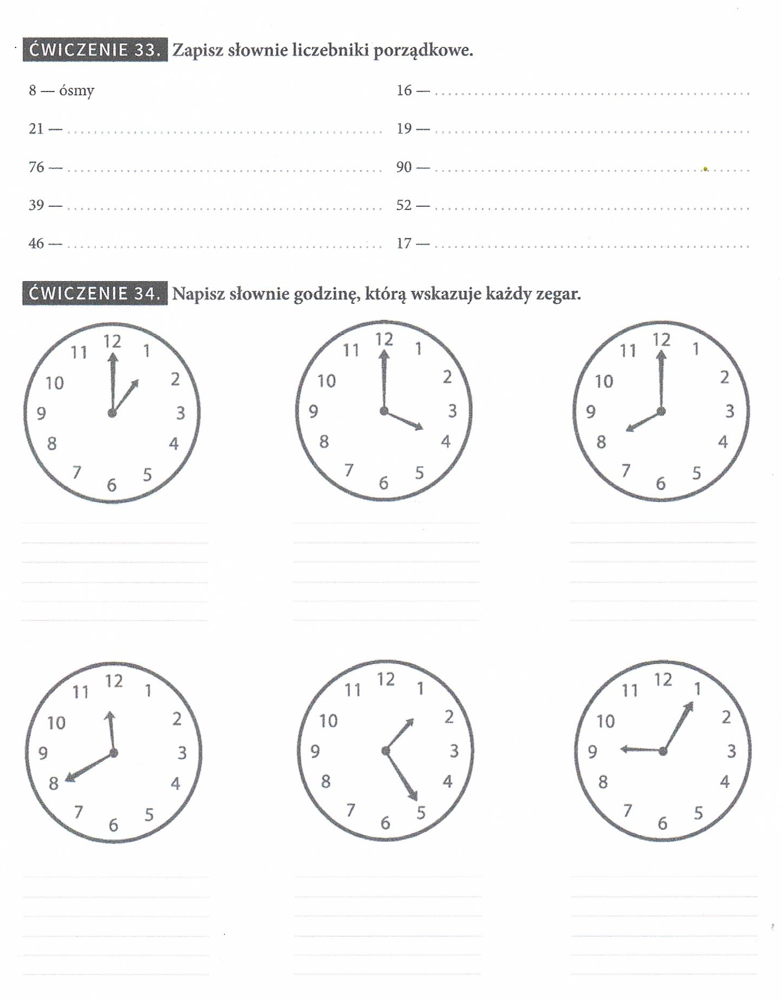 ĆWICZENIE 33. Zapisz słownie liczebniki porządkowe.
8 — ósmy
16 — ................................................
21 — ................................................
19 — ................................................
76 — ................................................
90 — ................................................
39 — ................................................
52 — ................................................
46 — ................................................
17 — ................................................
ĆWICZENIE 34. Napisz słownie godzinę, którą wskazuje każdy zegar.
12 1 2 3 4 5 6 7 8 9 10 11
12 1 2 3 4 5 6 7 8 9 10 11
12 1 2 3 4 5 6 7 8 9 10 11
12 1 2 3 4 5 6 7 8 9 10 11
12 1 2 3 4 5 6 7 8 9 10 11
12 1 2 3 4 5 6 7 8 9 10 11